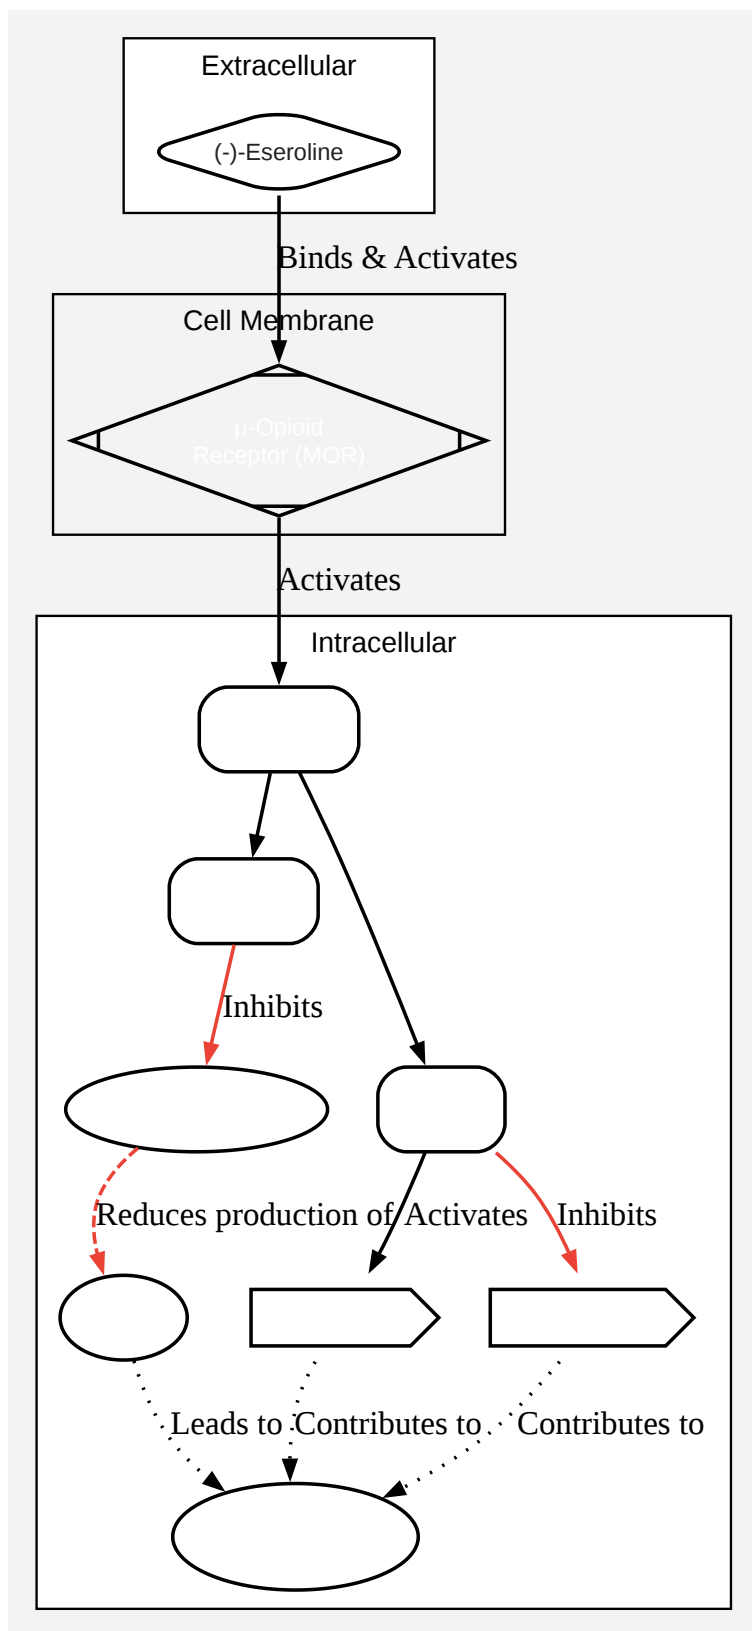 Extracellular
(-)-Eseroline
Binds & Activates
Cell Membrane
μ-Opioid
Receptor (MOR)
Activates
Intracellular
Inhibits
Reduces production of
Activates
Inhibits
Leads to
Contributes to
Contributes to